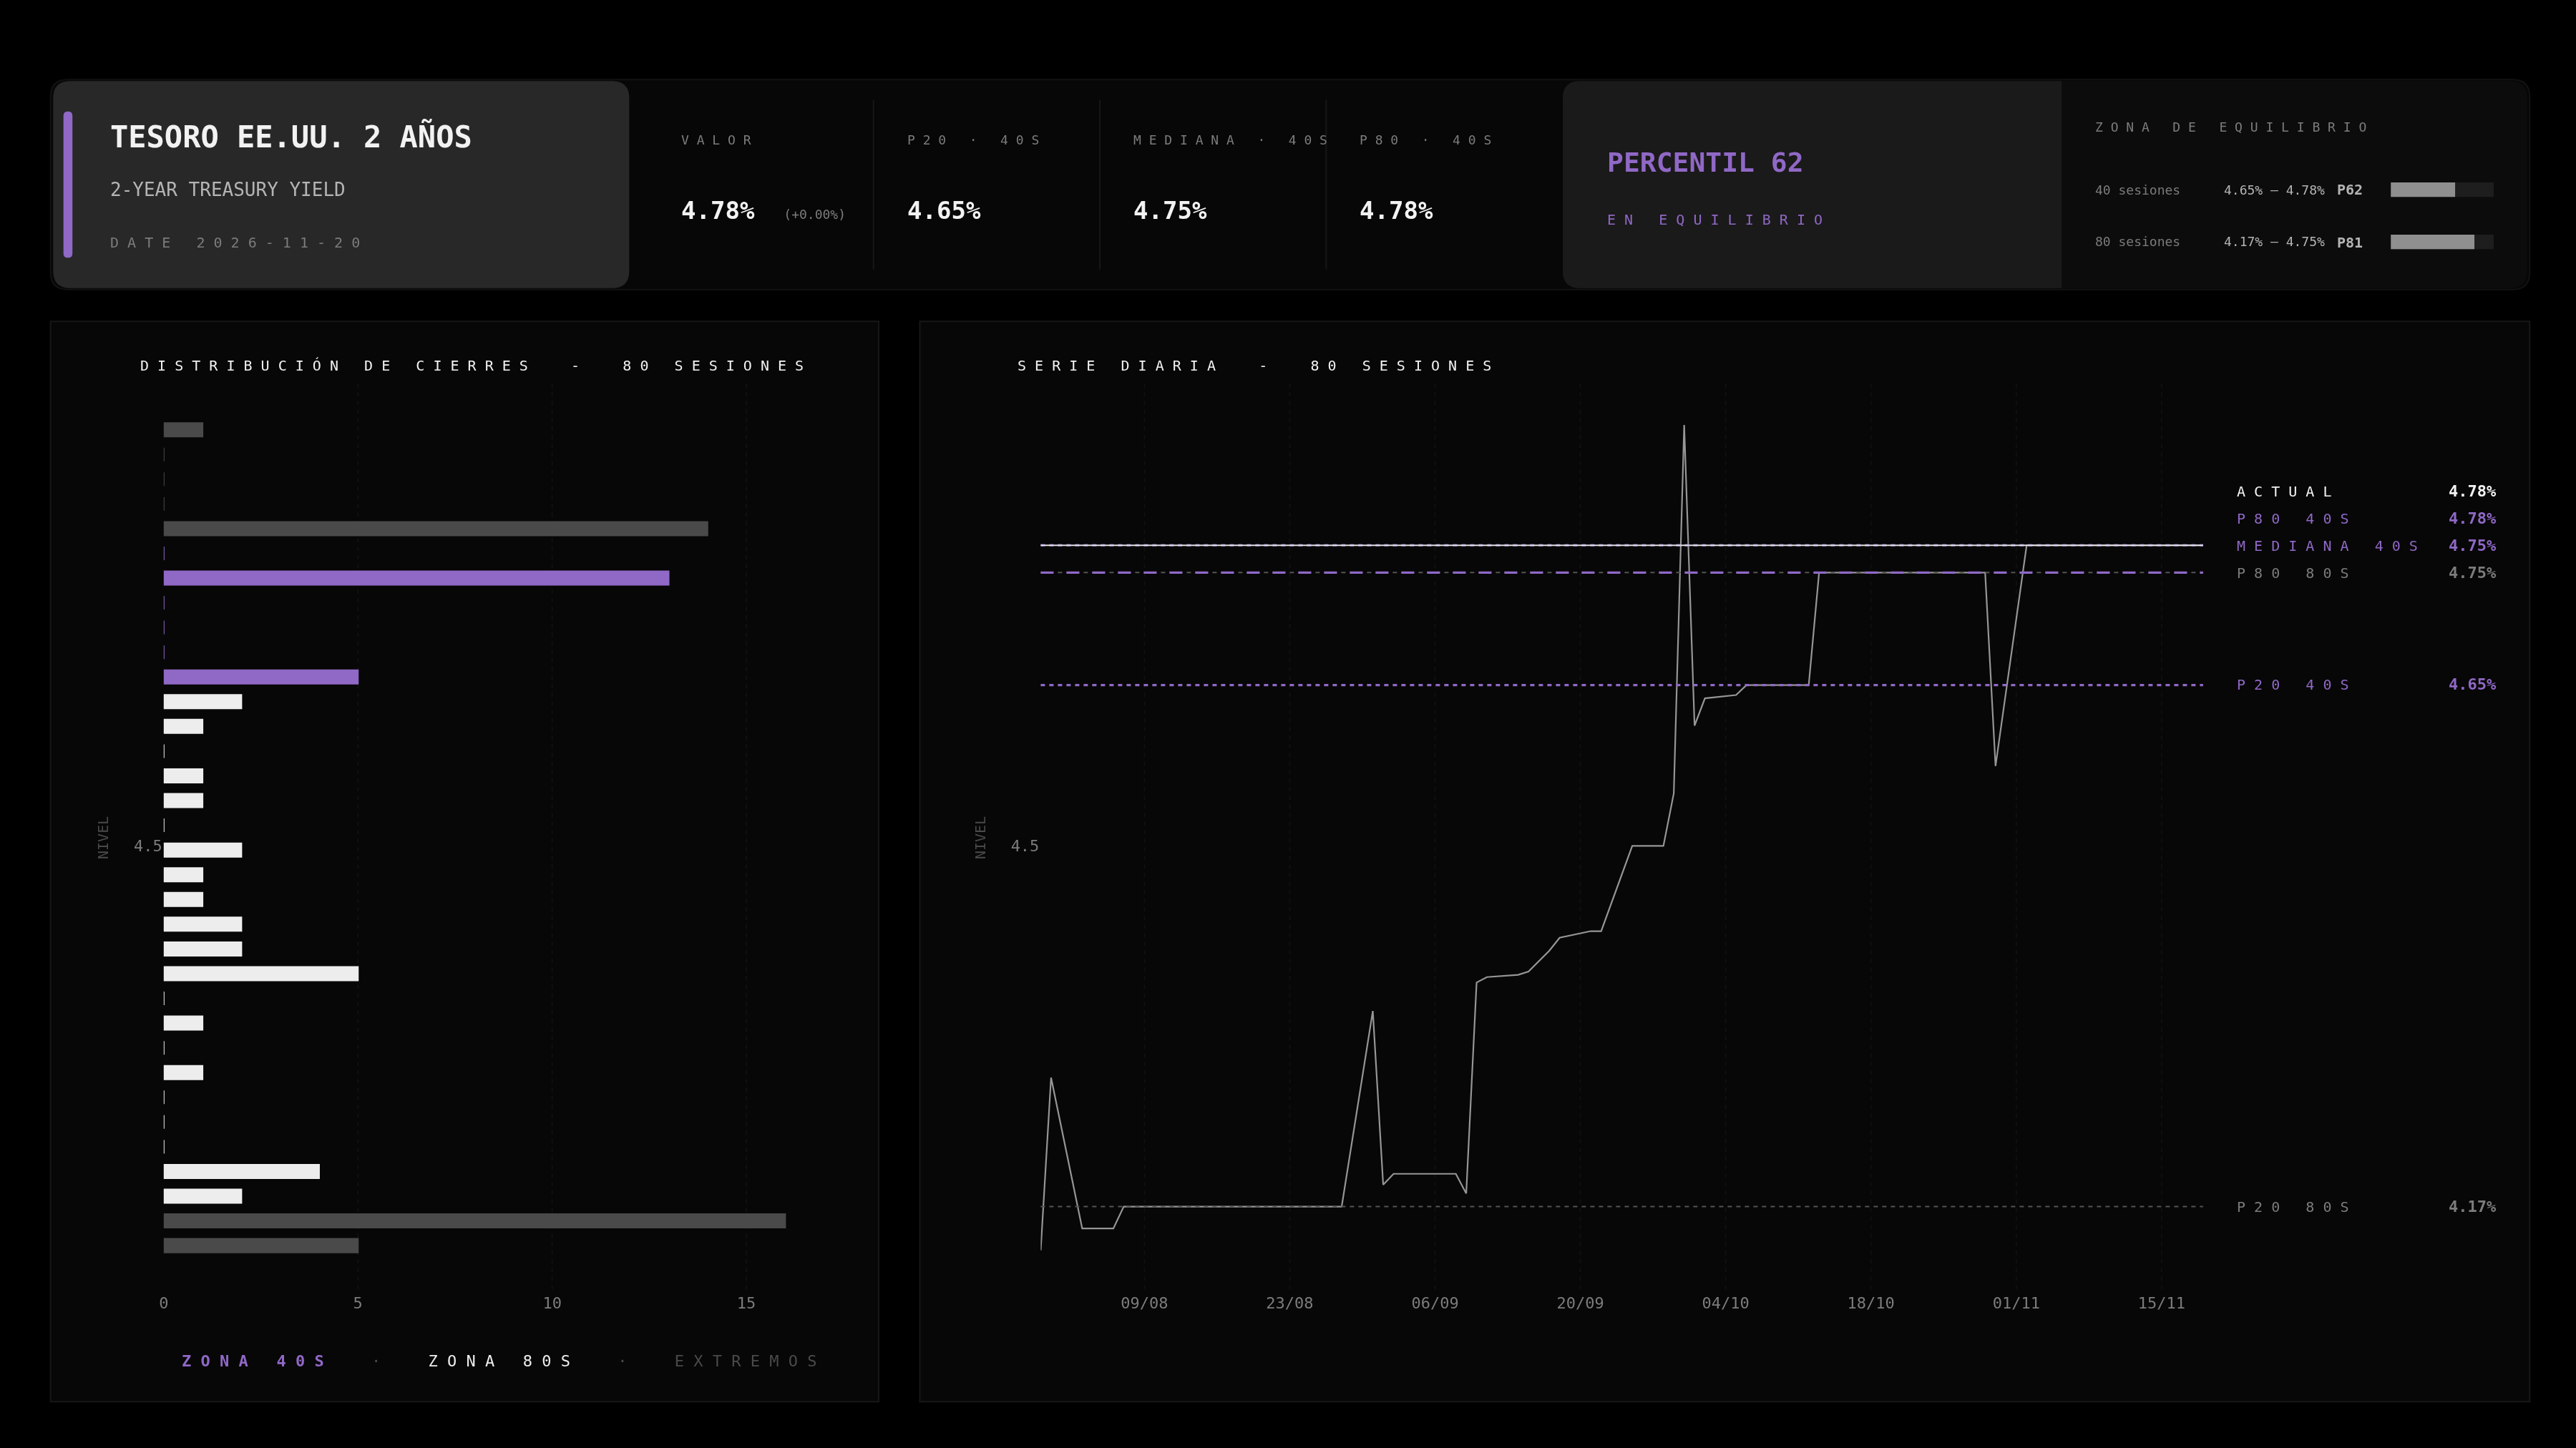 TESORO EE.UU. 2 AÑOS
2-YEAR TREASURY YIELD
DATE 2026-11-20
VALOR
4.78% (+0.00%)
P20 · 40S
4.65%
MEDIANA · 40S
4.75%
P80 · 40S
4.78%
PERCENTIL 62
EN EQUILIBRIO
ZONA DE EQUILIBRIO
40 sesiones 4.65% — 4.78% P62
80 sesiones 4.17% — 4.75% P81
DISTRIBUCIÓN DE CIERRES - 80 SESIONES
NIVEL
4.5
0 5 10 15
ZONA 40S · ZONA 80S · EXTREMOS
SERIE DIARIA - 80 SESIONES
NIVEL
4.5
ACTUAL 4.78%
P80 40S 4.78%
MEDIANA 40S 4.75%
P80 80S 4.75%
P20 40S 4.65%
P20 80S 4.17%
09/08 23/08 06/09 20/09 04/10 18/10 01/11 15/11